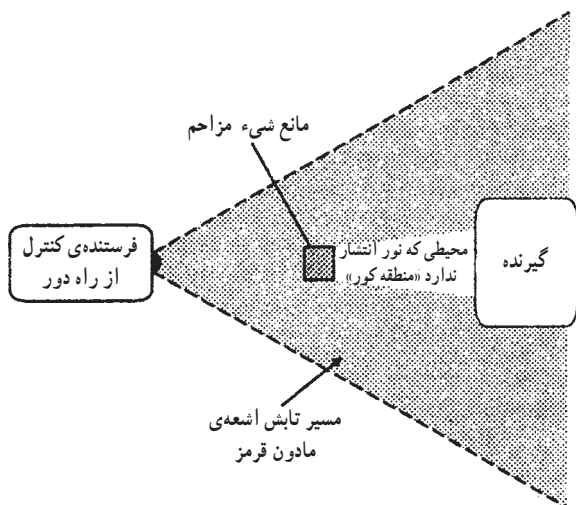 مانع شیء مزاحم
فرستنده‌ی کنترل
از راه دور
محیطی که نور انتشار
ندارد «منطقه کور»
گیرنده
مسیر تابش اشعه‌ی
مادون قرمز